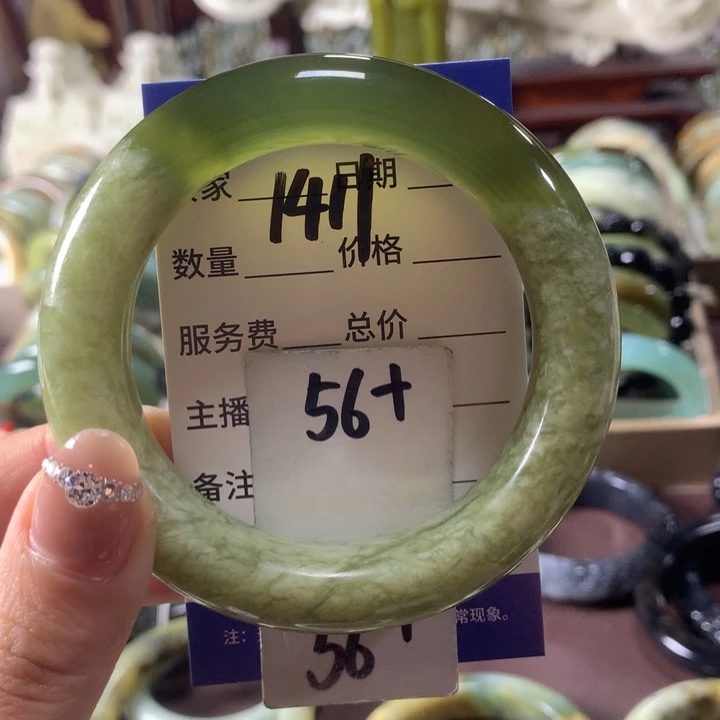 家 日期
1417
数量 价格
服务费 总价
主播
56+
备注
注: 常现象。
56+